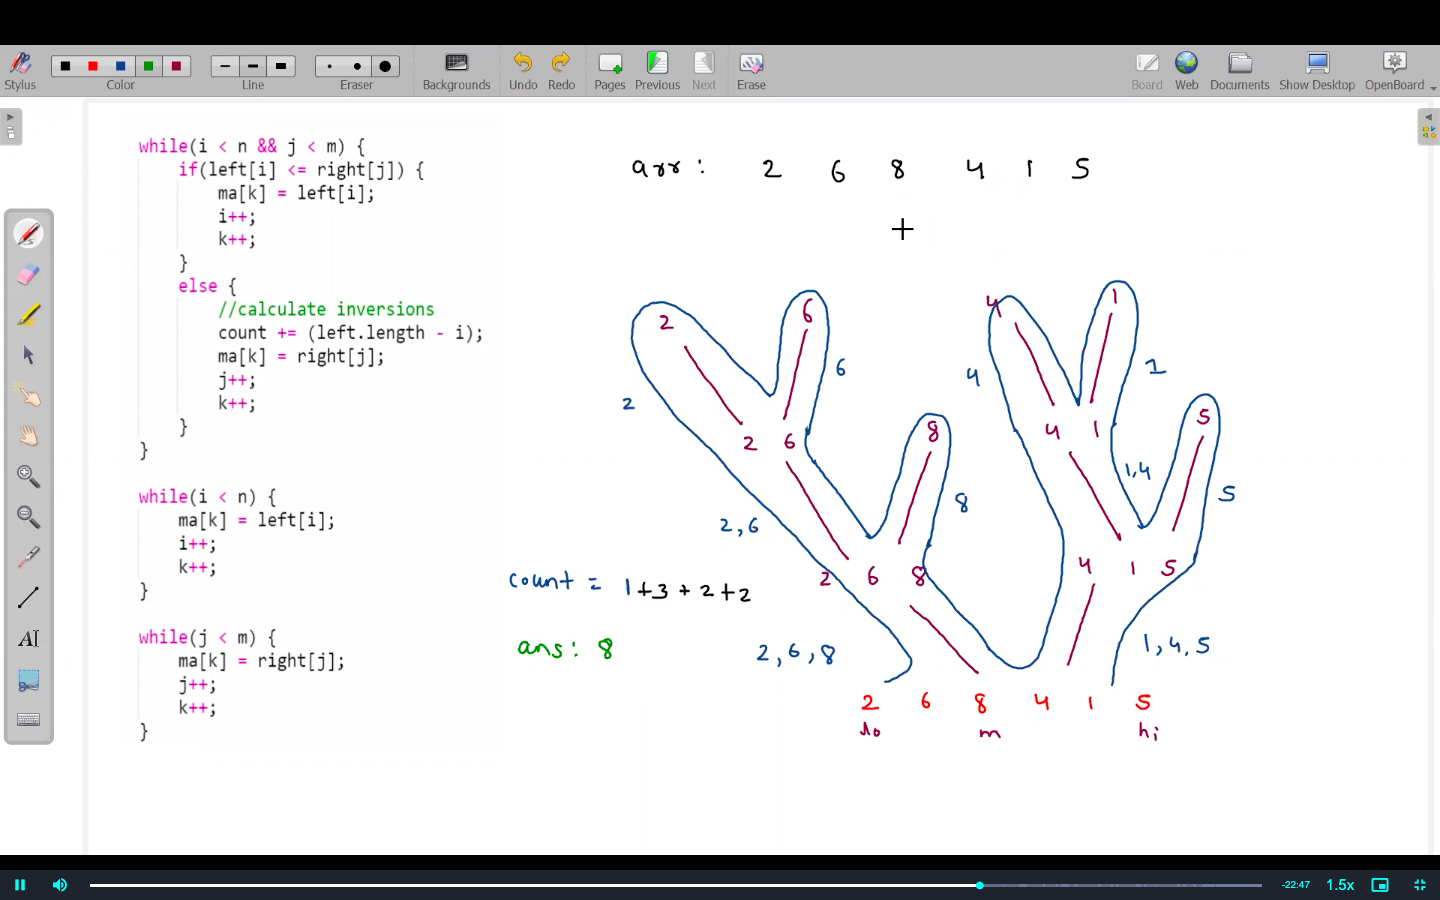 Stylus
Color
Line
Eraser
Backgrounds
Undo
Redo
Pages
Previous
Next
Erase
Board
Web
Documents
Show Desktop
OpenBoard
while(i < n && j < m) {
if(left[i] <= right[j]) {
ma[k] = left[i];
i++;
k++;
}
else {
//calculate inversions
count += (left.length - i);
ma[k] = right[j];
j++;
k++;
}
}
while(i < n) {
ma[k] = left[i];
i++;
k++;
}
while(j < m) {
ma[k] = right[j];
j++;
k++;
}
arr : 2 6 8 4 1 5
2 6 4 1
6 4 1
2
2 6 8 4 1 5
1,4
2,6 8 5
2 6 8 4 1 5
count = 1+3+2+2
ans: 8
2,6,8 1,4,5
2 6 8 4 1 5
lo m hi
AI
-22:47
1.5x